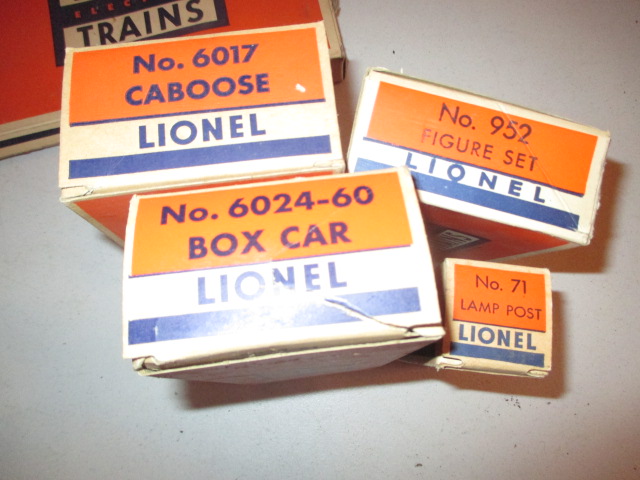 ELECTRIC
TRAINS
No. 6017
CABOOSE
LIONEL
No. 952
FIGURE SET
LIONEL
No. 6024-60
BOX CAR
LIONEL
No. 71
LAMP POST
LIONEL